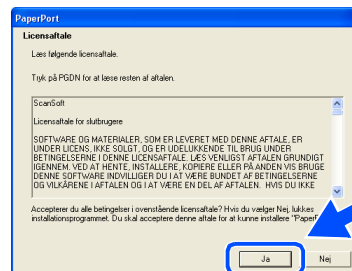 PaperPort
Licensaftale
Læs følgende licensaftale.
Tryk på PGDN for at læse resten af aftalen.
ScanSoft
Licensaftale for slutbrugere
SOFTWARE OG MATERIALER, SOM ER LEVERET MED DENNE AFTALE, ER
UNDER LICENS, IKKE SOLGT, OG ER UDELUKKENDE TIL BRUG UNDER
BETINGELSERNE I DENNE LICENSAFTALE. LÆS VENLIGST AFTALEN GRUNDIGT
IGENNEM. VED AT HENTE, INSTALLERE, KOPIERE ELLER PÅ ANDEN VIS BRUGE
DENNE SOFTWARE INDVILLIGER DU I AT VÆRE BUNDET AF BETINGELSERNE
OG VILKÅRENE I AFTALEN OG I AT VÆRE EN DEL AF AFTALEN. HVIS DU IKKE
Accepterer du alle betingelser i ovenstående licensaftale? Hvis du vælger Nej, lukkes
installationsprogrammet. Du skal acceptere denne aftale for at kunne installere
Ja
Nej